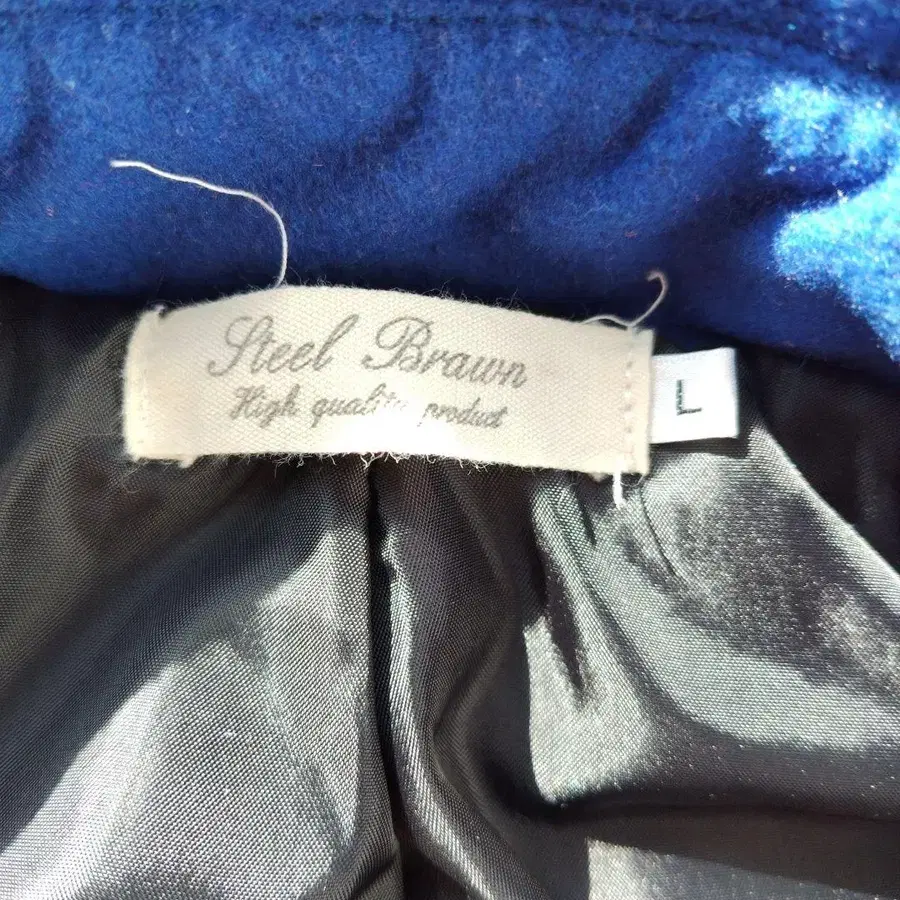 Steel Brawn
High quality product
L